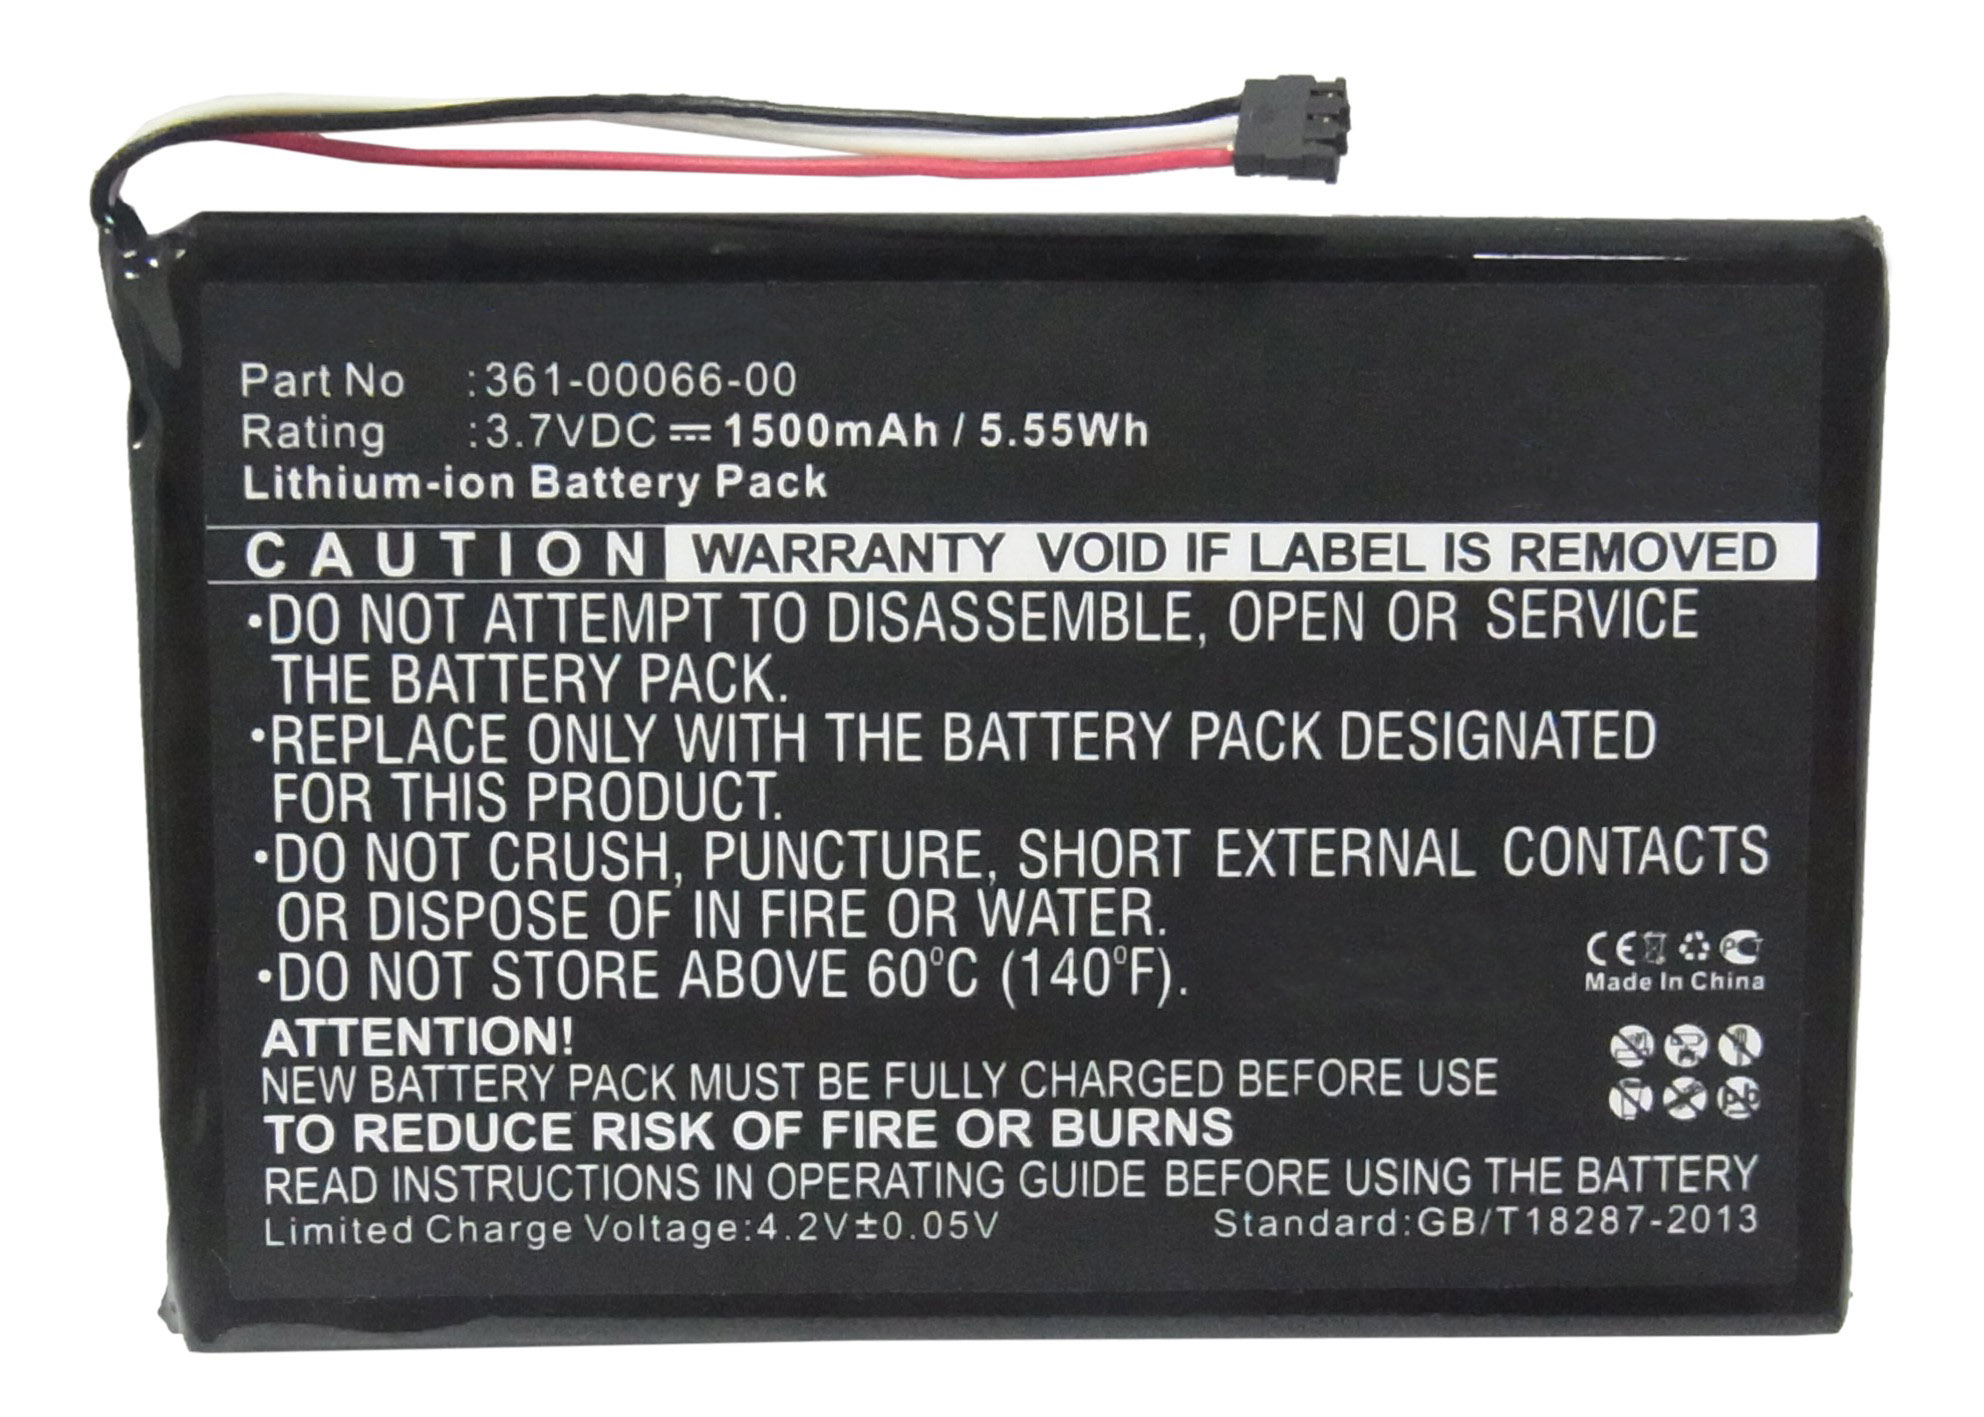 Part No :361-00066-00
Rating :3.7VDC ⎓ 1500mAh / 5.55Wh
Lithium-ion Battery Pack
CAUTION WARRANTY VOID IF LABEL IS REMOVED
•DO NOT ATTEMPT TO DISASSEMBLE, OPEN OR SERVICE
THE BATTERY PACK.
•REPLACE ONLY WITH THE BATTERY PACK DESIGNATED
FOR THIS PRODUCT.
•DO NOT CRUSH, PUNCTURE, SHORT EXTERNAL CONTACTS
OR DISPOSE OF IN FIRE OR WATER.
•DO NOT STORE ABOVE 60°C (140°F).
CE
Made In China
ATTENTION!
NEW BATTERY PACK MUST BE FULLY CHARGED BEFORE USE
TO REDUCE RISK OF FIRE OR BURNS
READ INSTRUCTIONS IN OPERATING GUIDE BEFORE USING THE BATTERY
Limited Charge Voltage:4.2V±0.05V Standard:GB/T18287-2013